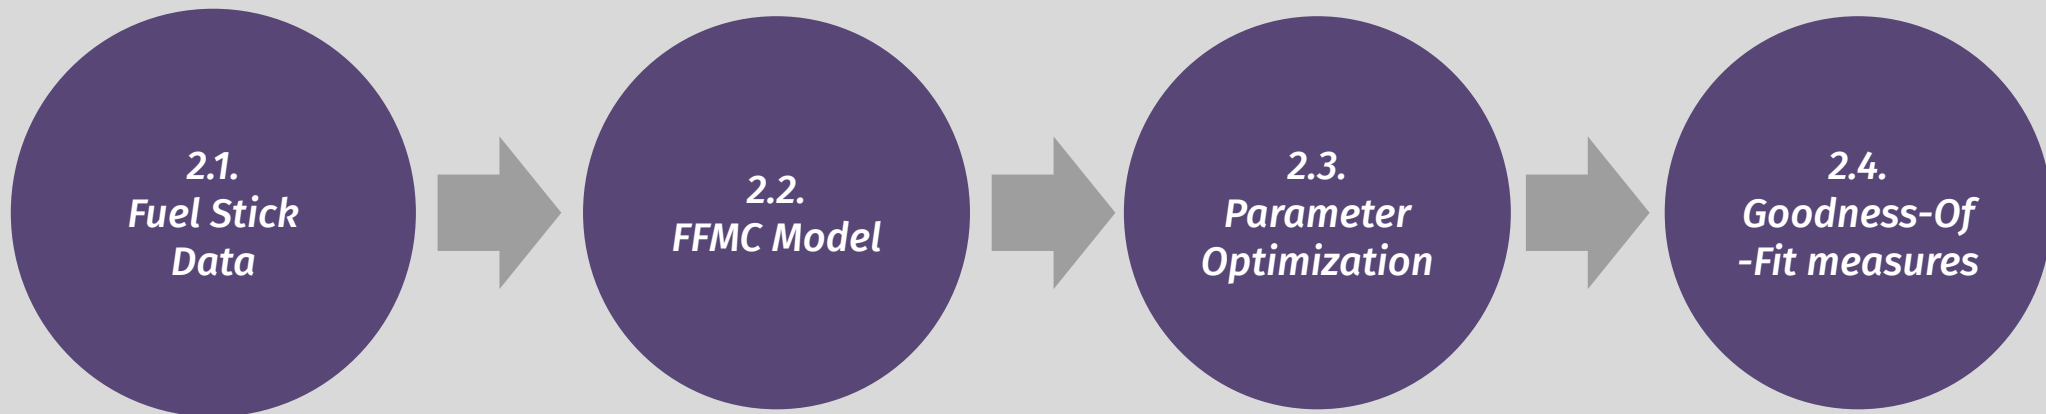 2.1.
Fuel Stick
Data
2.2.
FFMC Model
2.3.
Parameter
Optimization
2.4.
Goodness-Of
-Fit measures